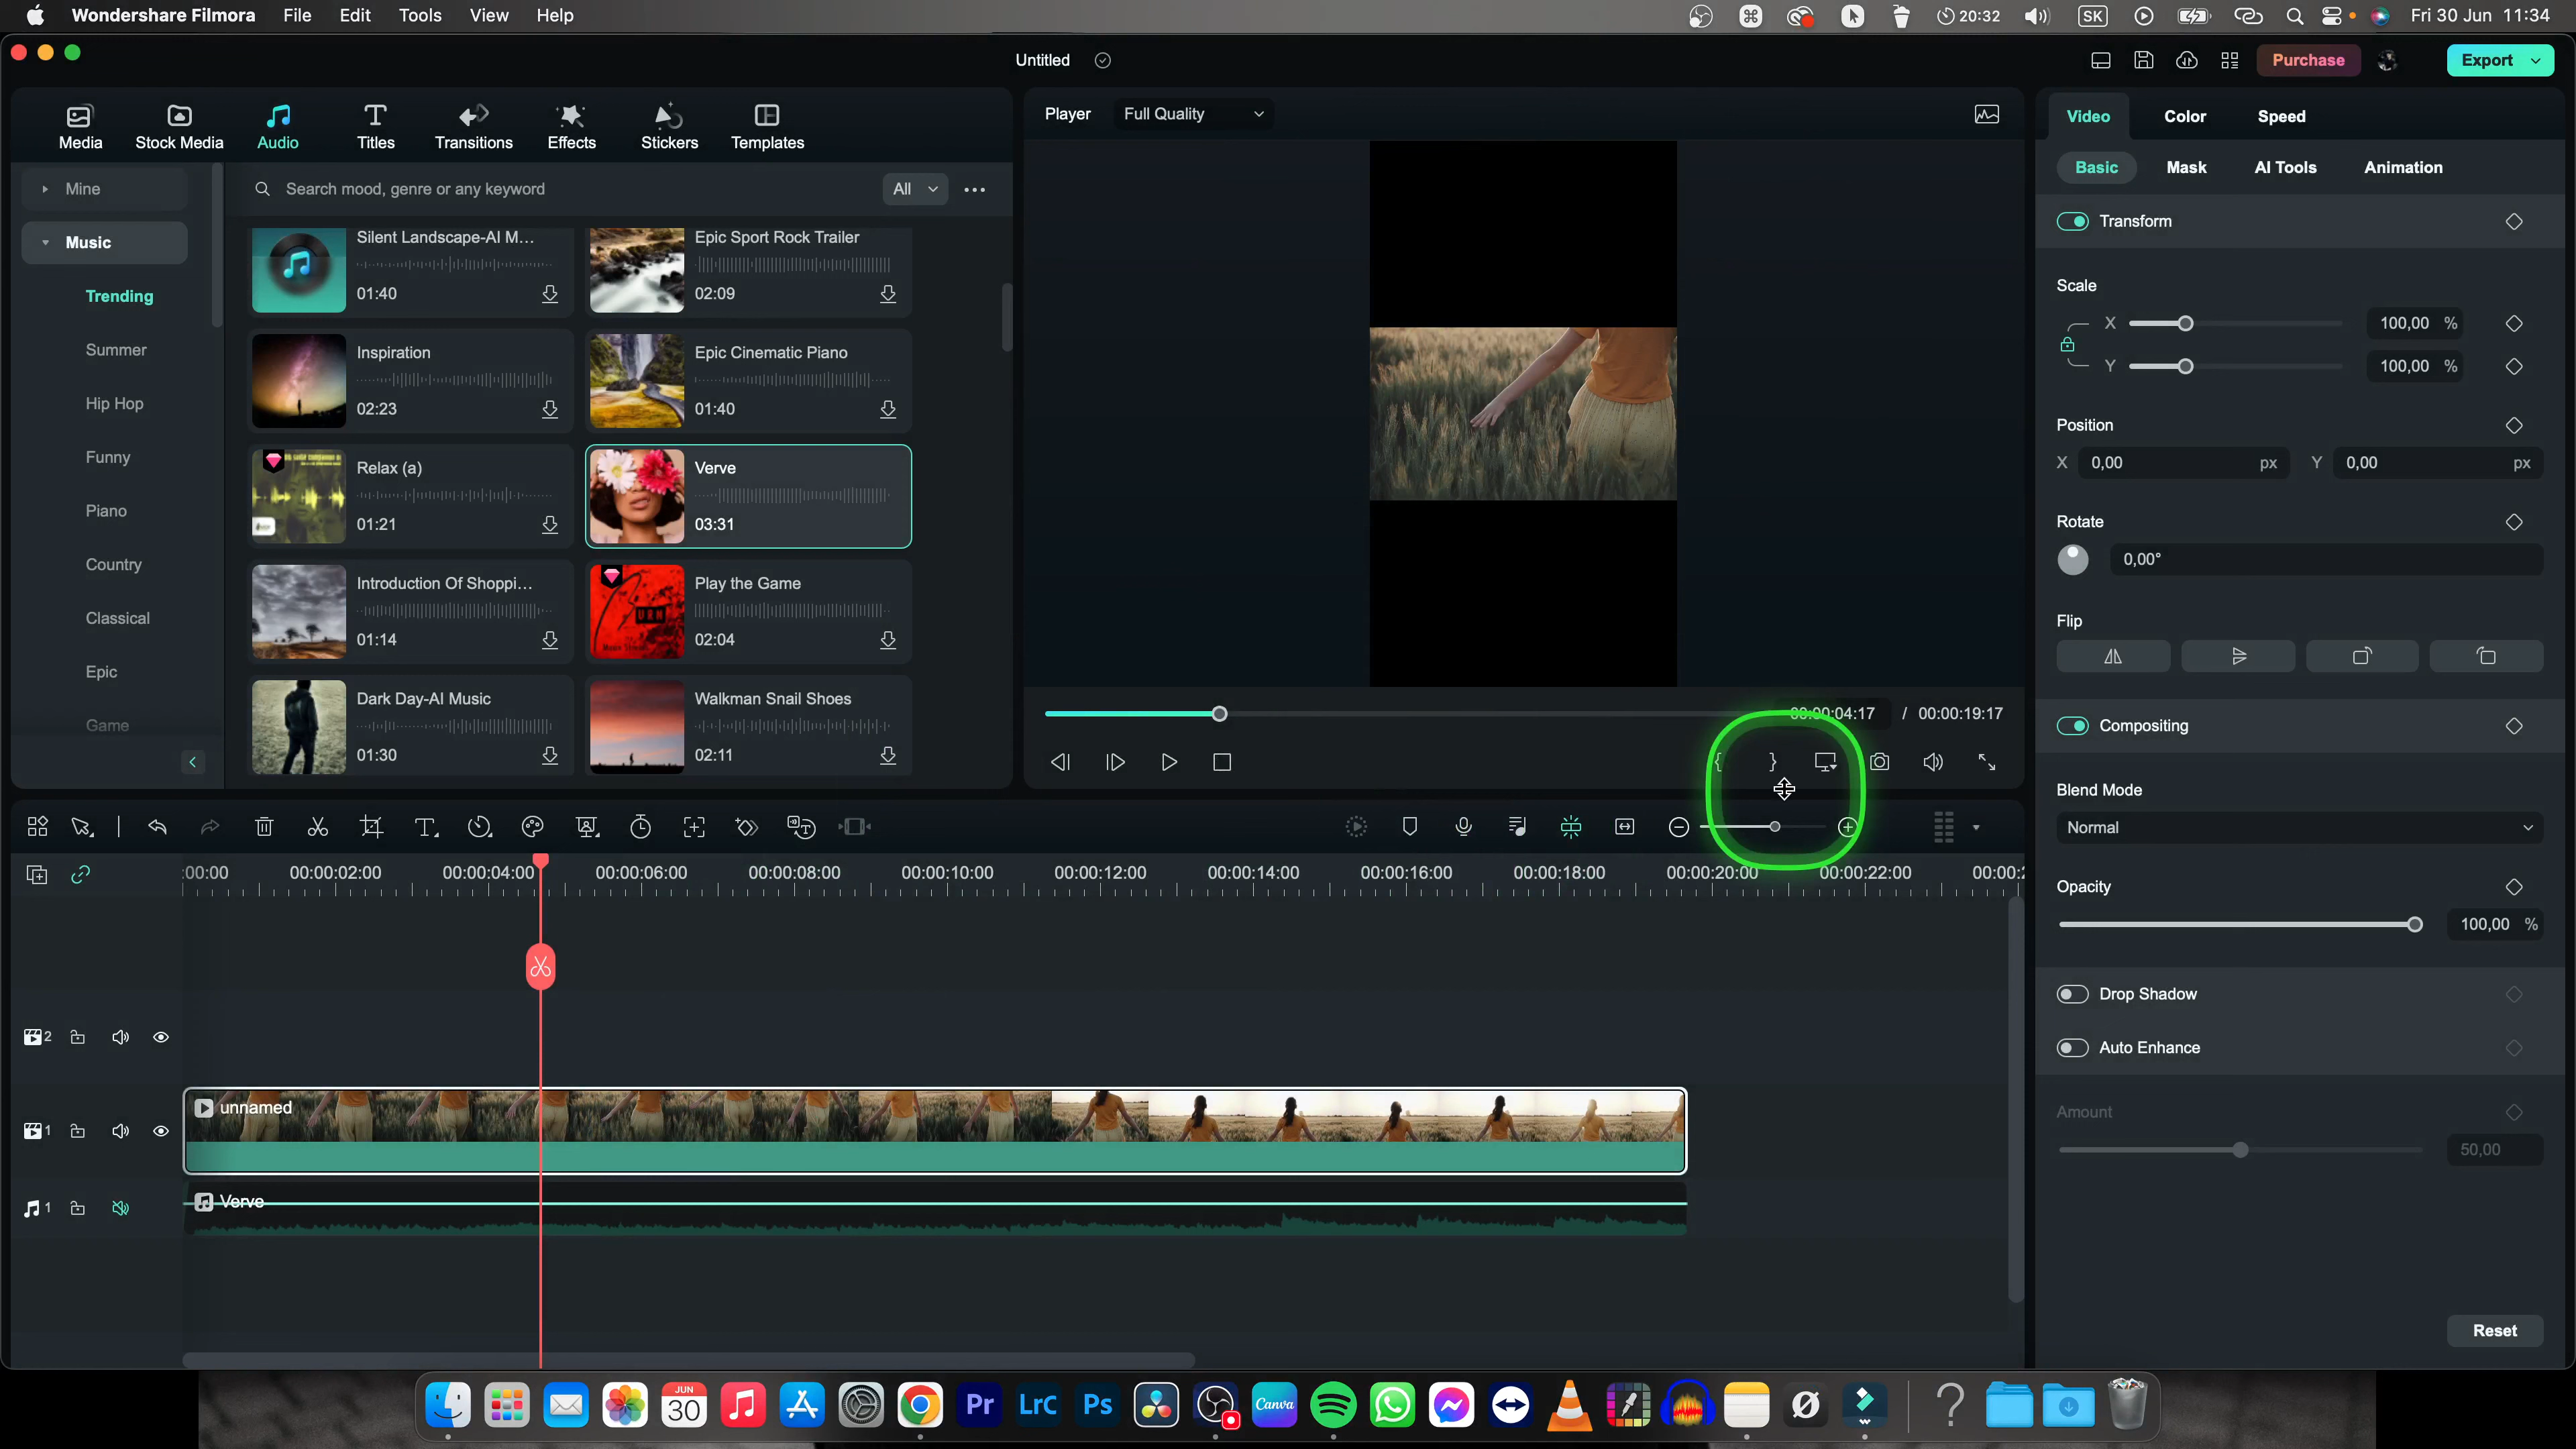 Wondershare Filmora File Edit Tools View Help
20:32 SK Fri 30 Jun 11:34
Untitled
Purchase Export
Media Stock Media Audio Titles Transitions Effects Stickers Templates
Player Full Quality
Video Color Speed
Basic Mask AI Tools Animation
Mine
Music
Trending
Summer
Hip Hop
Funny
Piano
Country
Classical
Epic
Game
Search mood, genre or any keyword All
Silent Landscape-AI M...
01:40
Epic Sport Rock Trailer
02:09
Inspiration
02:23
Epic Cinematic Piano
01:40
Relax (a)
01:21
Verve
03:31
Introduction Of Shoppi...
01:14
Play the Game
02:04
Dark Day-AI Music
01:30
Walkman Snail Shoes
02:11
00:00:04:17 / 00:00:19:17
Transform
Scale
X 100,00 %
Y 100,00 %
Position
X 0,00 px Y 0,00 px
Rotate
0,00°
Flip
Compositing
Blend Mode
Normal
Opacity
100,00 %
Drop Shadow
Auto Enhance
Amount
50,00
Reset
:00:00 00:00:02:00 00:00:04:00 00:00:06:00 00:00:08:00 00:00:10:00 00:00:12:00 00:00:14:00 00:00:16:00 00:00:18:00 00:00:20:00 00:00:22:00 00:00:2
2
1 unnamed
1 Verve
JUN
30
Pr LrC Ps Canva